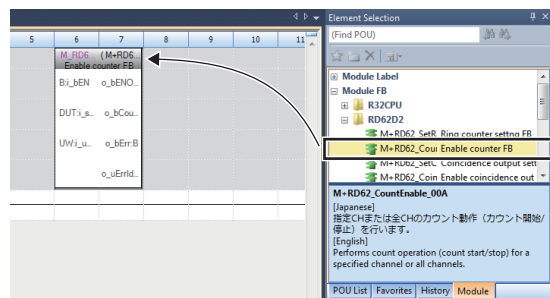 Element Selection
(Find POU)
5 6 7 8 9 10 11
M_RD6 (M+RD6...
Enable counter FB
B:i_bEN o_bENO...
DUT:i_s... o_bCou...
UW:i_u... o_bErr:B
o_uErrId...
Module Label
Module FB
R32CPU
RD62D2
M+RD62_SetR Ring counter settng FB
M+RD62_Cour Enable counter FB
M+RD62_SetC Coincidence output sett
M+RD62_Coin Enable coincidence out
M+RD62_CountEnable_00A
[Japanese]
指定CHまたは全CHのカウント動作（カウント開始/
停止）を行います。
[English]
Performs count operation (count start/stop) for a
specified channel or all channels.
POU List Favorites History Module